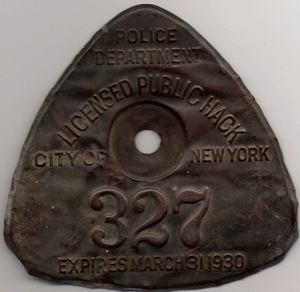 POLICE
DEPARTMENT
LICENSED PUBLIC HACK
CITY OF NEW YORK
327
EXPIRES MARCH 31 1930